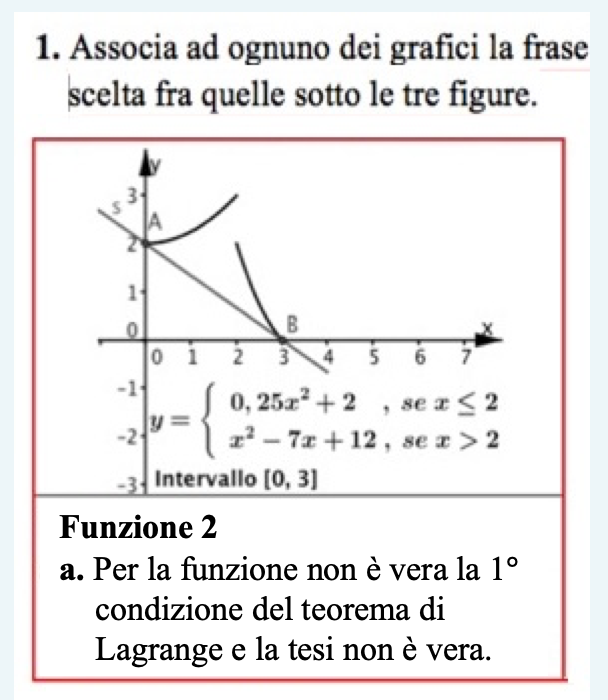 1. Associa ad ognuno dei grafici la frase
scelta fra quelle sotto le tre figure.
y
3
s
A
2
1
B
x
0
0 1 2 3 4 5 6 7
-1
y = { 0, 25x² + 2 , se x ≤ 2
-2
x² − 7x + 12 , se x > 2
-3
Intervallo [0, 3]
Funzione 2
a. Per la funzione non è vera la 1°
condizione del teorema di
Lagrange e la tesi non è vera.